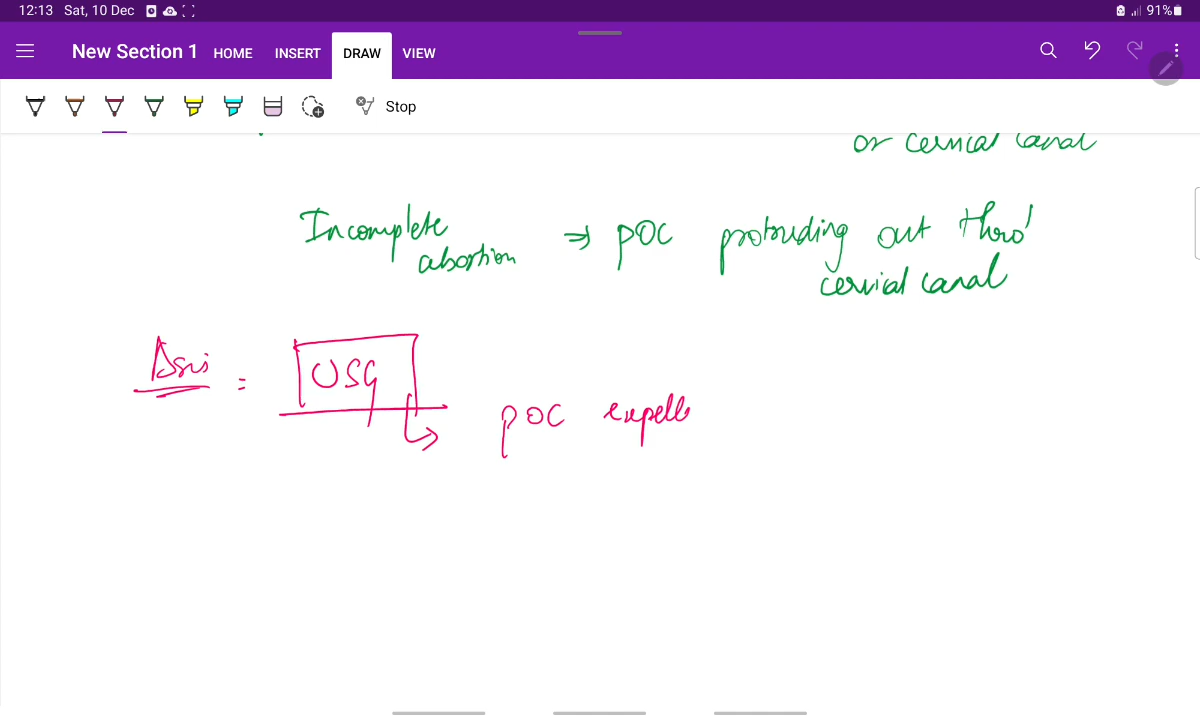 12:13 Sat, 10 Dec 91%
New Section 1 HOME INSERT DRAW VIEW
Stop
or cervical canal
Incomplete abortion ⇒ POC protruding out thro'
cervical canal
Δsis = USG
↳ POC expelle